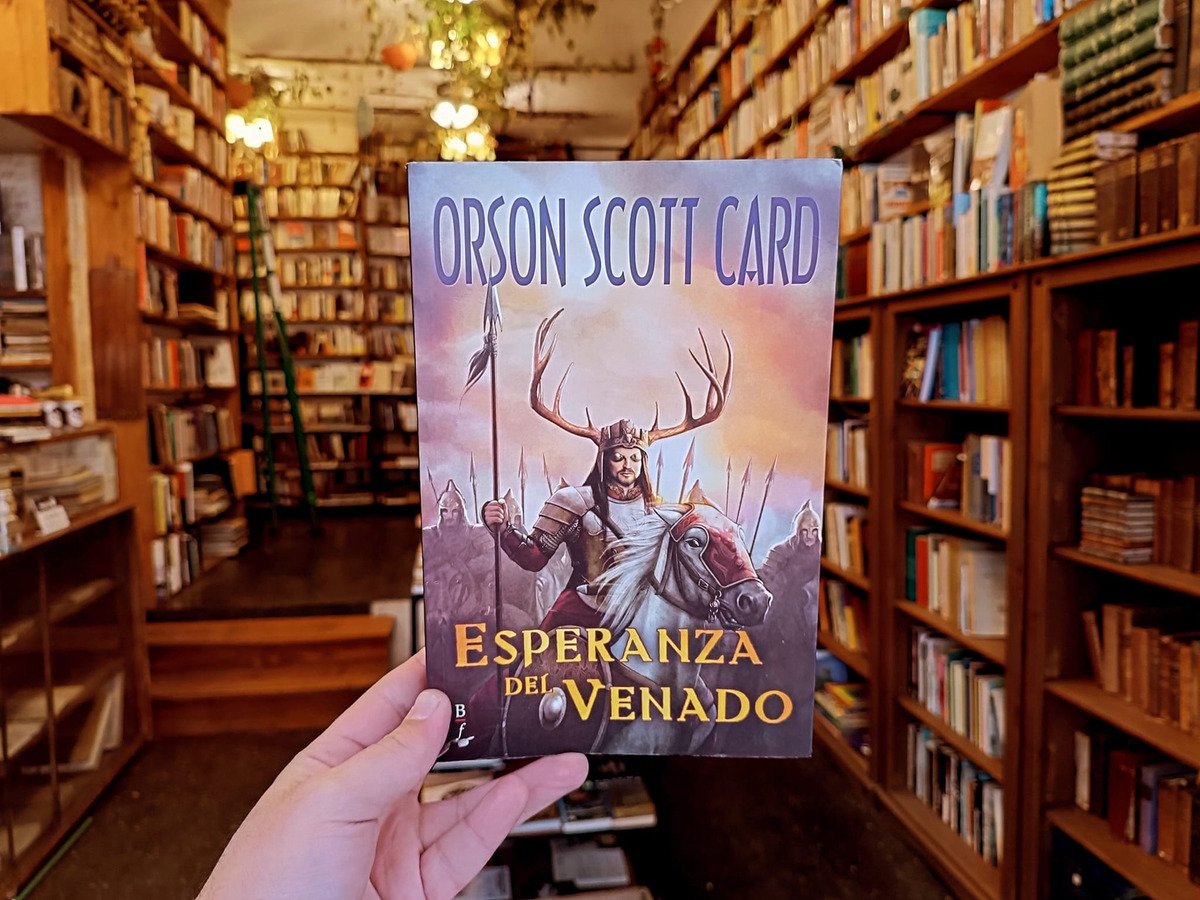 ORSON SCOTT CARD
ESPERANZA
DEL VENADO
B
f